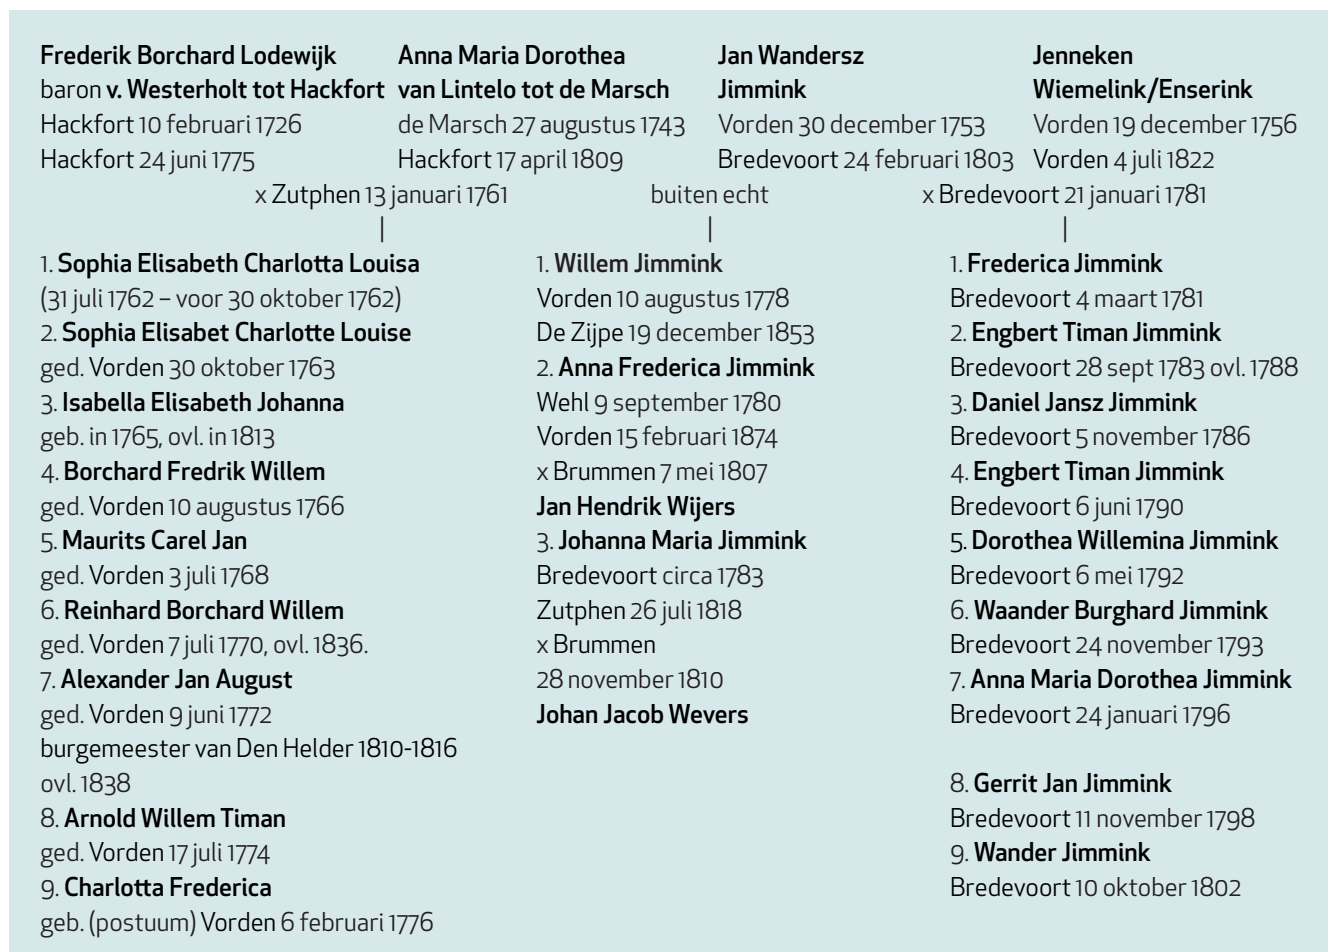 Frederik Borchard Lodewijk
baron v. Westerholt tot Hackfort
Hackfort 10 februari 1726
Hackfort 24 juni 1775
Anna Maria Dorothea
van Lintelo tot de Marsch
de Marsch 27 augustus 1743
Hackfort 17 april 1809
Jan Wandersz
Jimmink
Vorden 30 december 1753
Bredevoort 24 februari 1803
Jenneken
Wiemelink/Enserink
Vorden 19 december 1756
Vorden 4 juli 1822
x Zutphen 13 januari 1761
buiten echt
x Bredevoort 21 januari 1781
1. Sophia Elisabeth Charlotta Louisa
(31 juli 1762 – voor 30 oktober 1762)
2. Sophia Elisabet Charlotte Louise
ged. Vorden 30 oktober 1763
3. Isabella Elisabeth Johanna
geb. in 1765, ovl. in 1813
4. Borchard Fredrik Willem
ged. Vorden 10 augustus 1766
5. Maurits Carel Jan
ged. Vorden 3 juli 1768
6. Reinhard Borchard Willem
ged. Vorden 7 juli 1770, ovl. 1836.
7. Alexander Jan August
ged. Vorden 9 juni 1772
burgemeester van Den Helder 1810-1816
ovl. 1838
8. Arnold Willem Timan
ged. Vorden 17 juli 1774
9. Charlotta Frederica
geb. (postuum) Vorden 6 februari 1776
1. Willem Jimmink
Vorden 10 augustus 1778
De Zijpe 19 december 1853
2. Anna Frederica Jimmink
Wehl 9 september 1780
Vorden 15 februari 1874
x Brummen 7 mei 1807
Jan Hendrik Wijers
3. Johanna Maria Jimmink
Bredevoort circa 1783
Zutphen 26 juli 1818
x Brummen
28 november 1810
Johan Jacob Wevers
1. Frederica Jimmink
Bredevoort 4 maart 1781
2. Engbert Timan Jimmink
Bredevoort 28 sept 1783 ovl. 1788
3. Daniel Jansz Jimmink
Bredevoort 5 november 1786
4. Engbert Timan Jimmink
Bredevoort 6 juni 1790
5. Dorothea Willemina Jimmink
Bredevoort 6 mei 1792
6. Waander Burghard Jimmink
Bredevoort 24 november 1793
7. Anna Maria Dorothea Jimmink
Bredevoort 24 januari 1796
8. Gerrit Jan Jimmink
Bredevoort 11 november 1798
9. Wander Jimmink
Bredevoort 10 oktober 1802